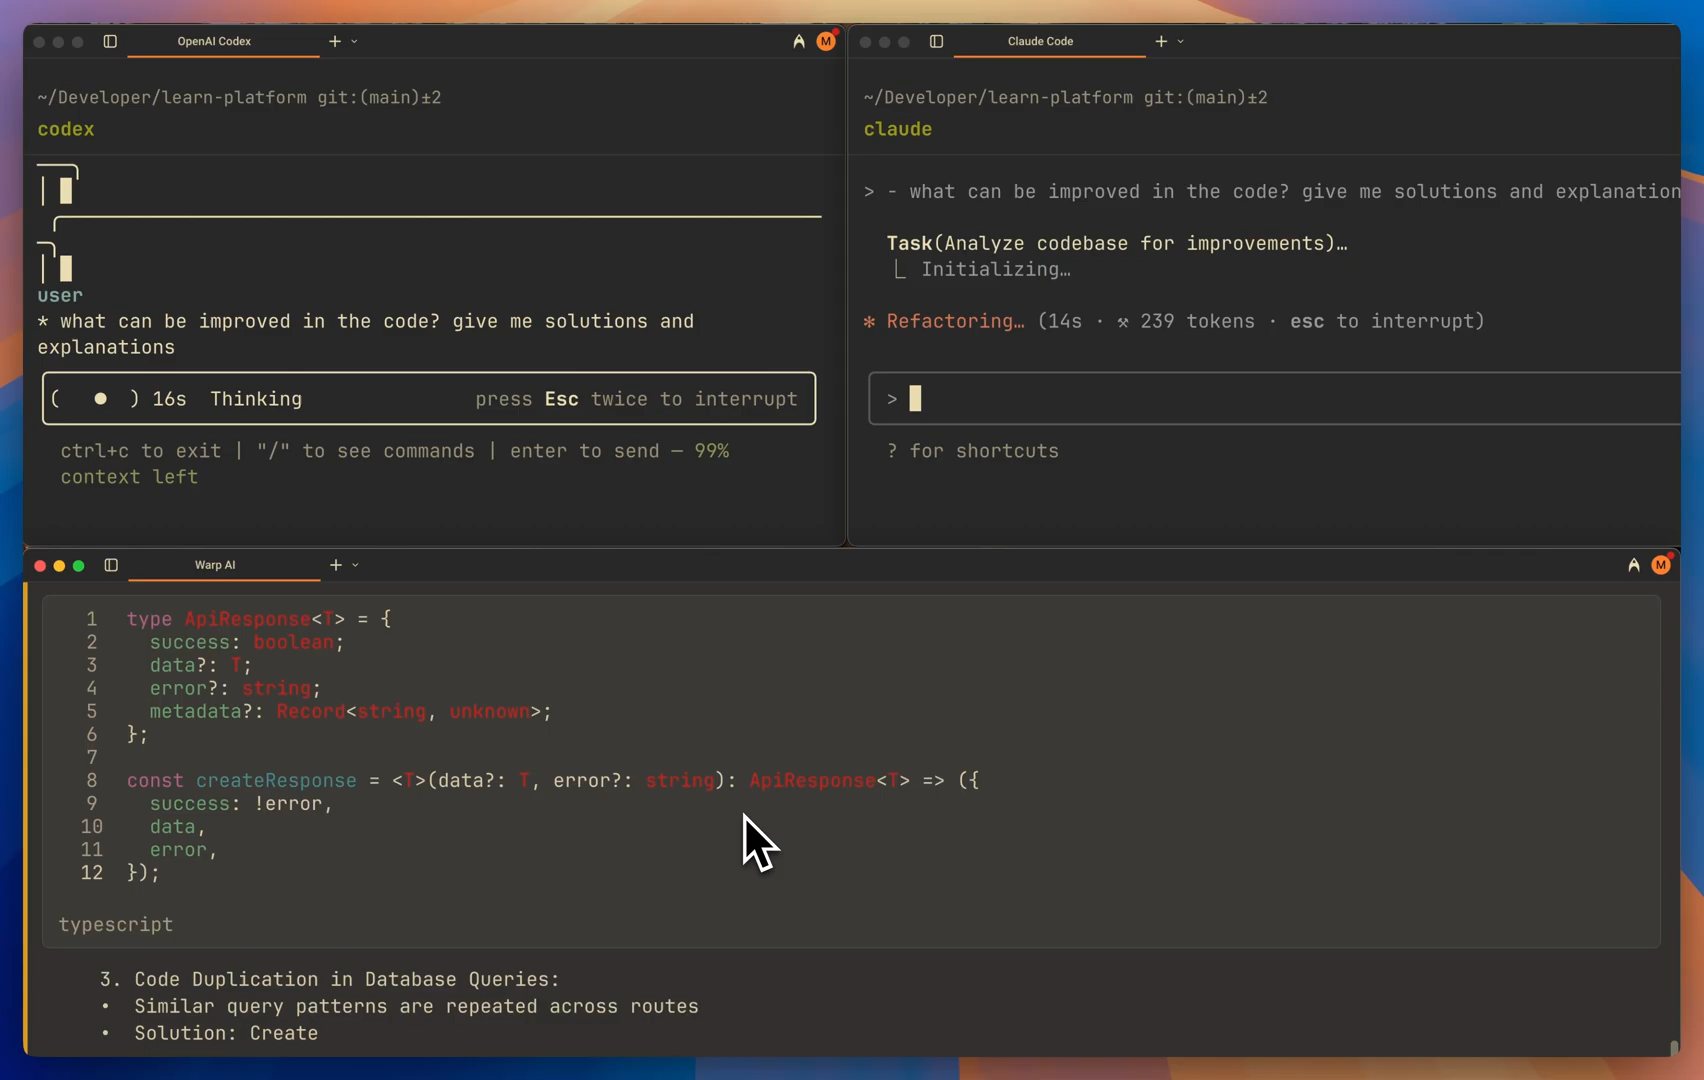 OpenAI Codex
M
~/Developer/learn-platform git:(main)±2
codex
user
* what can be improved in the code? give me solutions and
explanations
( ● ) 16s Thinking press Esc twice to interrupt
ctrl+c to exit | "/" to see commands | enter to send — 99%
context left
Claude Code
~/Developer/learn-platform git:(main)±2
claude
> - what can be improved in the code? give me solutions and explanation
Task(Analyze codebase for improvements)…
⎿ Initializing…
✻ Refactoring… (14s · ⚒ 239 tokens · esc to interrupt)
>
? for shortcuts
Warp AI
M
1 type ApiResponse<T> = {
2 success: boolean;
3 data?: T;
4 error?: string;
5 metadata?: Record<string, unknown>;
6 };
7
8 const createResponse = <T>(data?: T, error?: string): ApiResponse<T> => ({
9 success: !error,
10 data,
11 error,
12 });
typescript
3. Code Duplication in Database Queries:
• Similar query patterns are repeated across routes
• Solution: Create